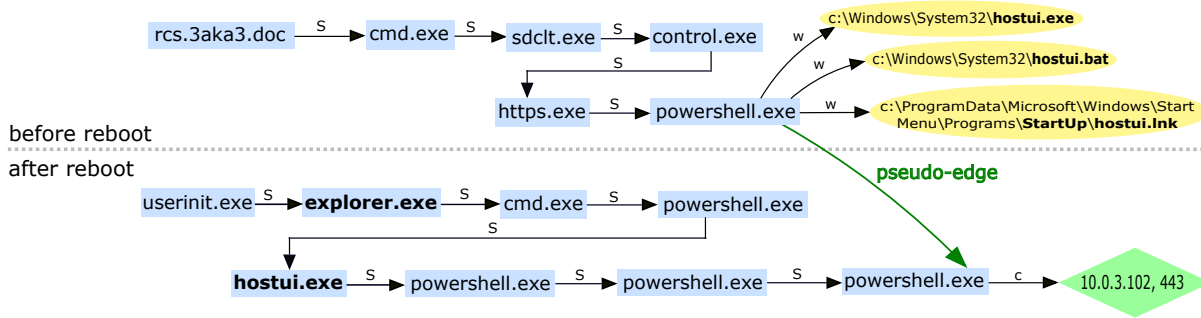 rcs.3aka3.doc S cmd.exe S sdclt.exe S control.exe
w c:\Windows\System32\hostui.exe
S
w c:\Windows\System32\hostui.bat
https.exe S powershell.exe w c:\ProgramData\Microsoft\Windows\Start
Menu\Programs\StartUp\hostui.lnk
before reboot
after reboot
pseudo-edge
userinit.exe S explorer.exe S cmd.exe S powershell.exe
S
hostui.exe S powershell.exe S powershell.exe S powershell.exe c 10.0.3.102, 443